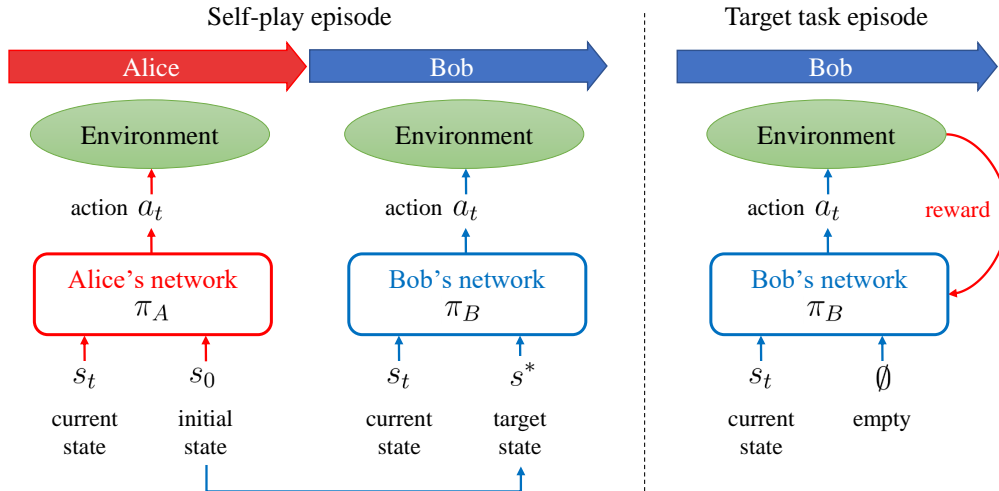 Self-play episode
Target task episode
Alice
Bob
Bob
Environment
Environment
Environment
action a_t
action a_t
action a_t
reward
Alice's network
π_A
Bob's network
π_B
Bob's network
π_B
s_t
s_0
s_t
s*
s_t
∅
current
state
initial
state
current
state
target
state
current
state
empty